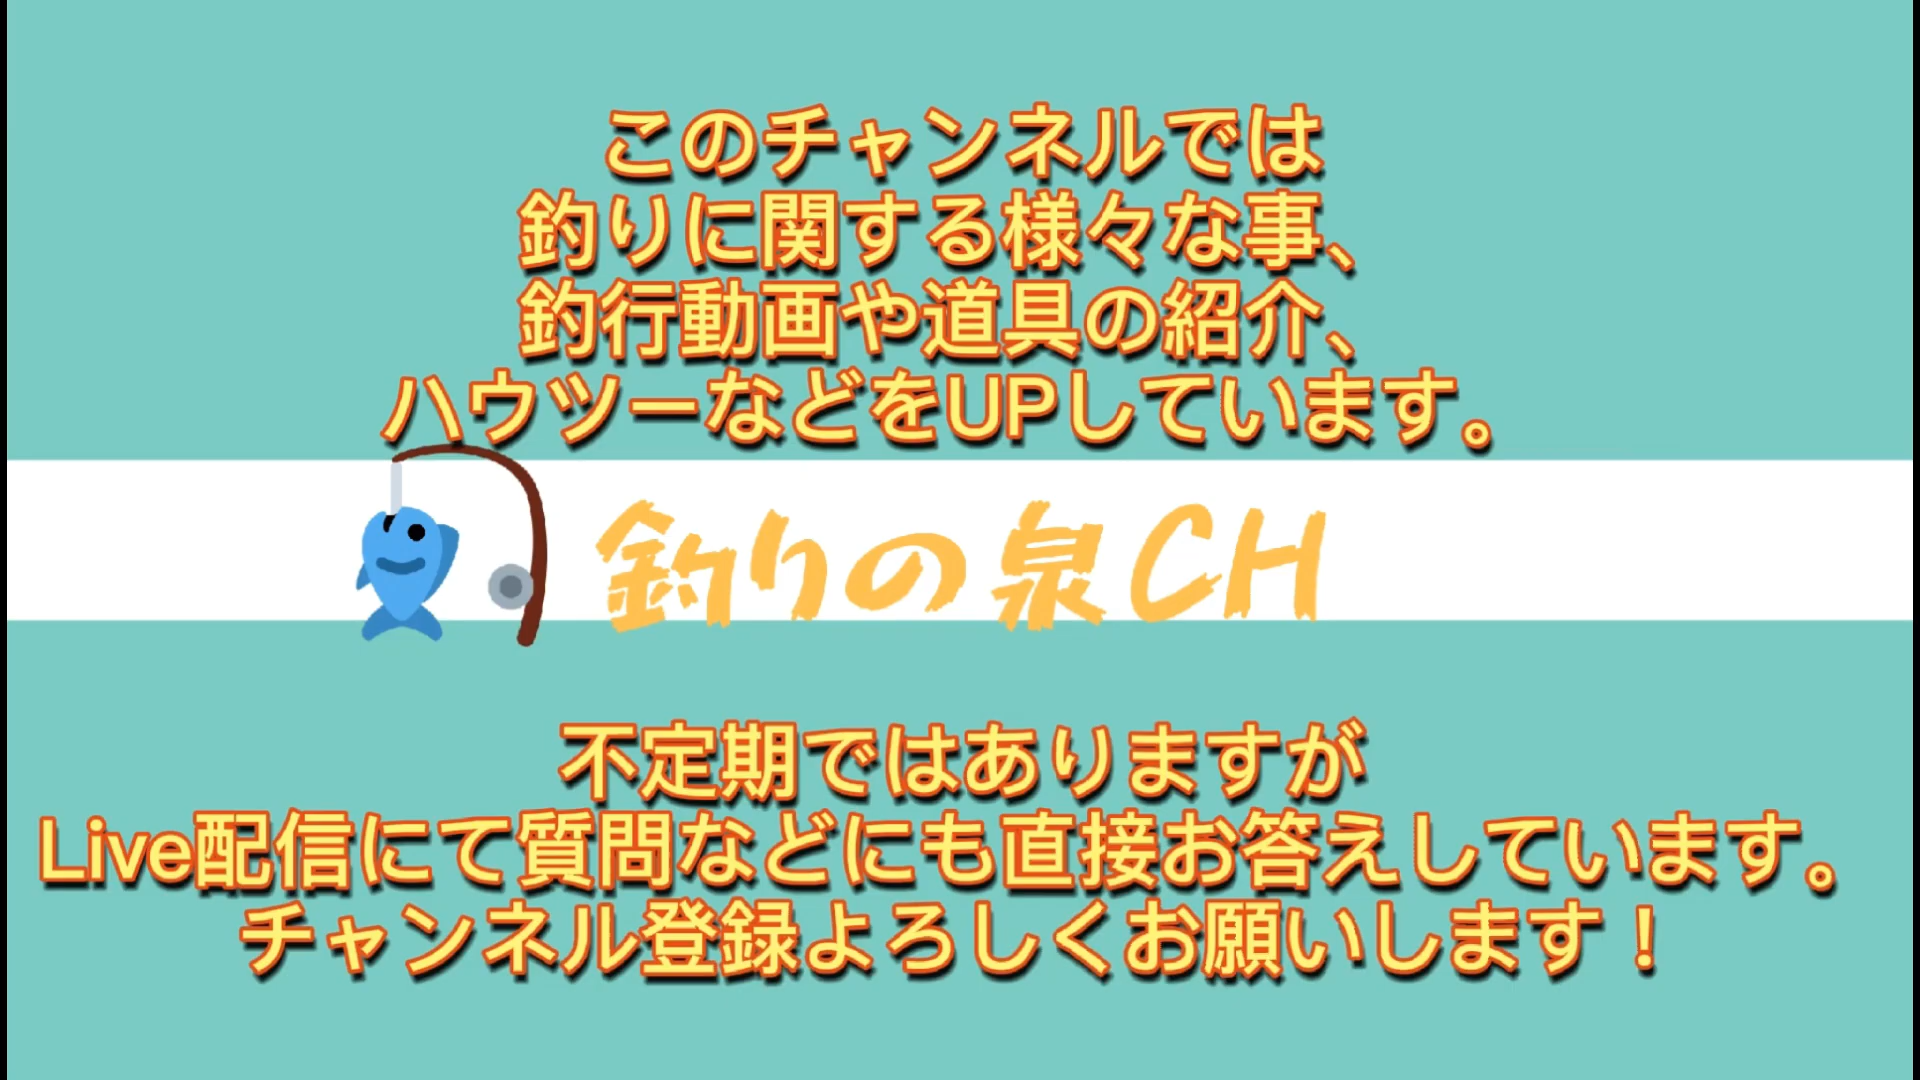 このチャンネルでは
釣りに関する様々な事、
釣行動画や道具の紹介、
ハウツーなどをUPしています。
釣りの泉CH
不定期ではありますが
Live配信にて質問などにも直接お答えしています。
チャンネル登録よろしくお願いします！